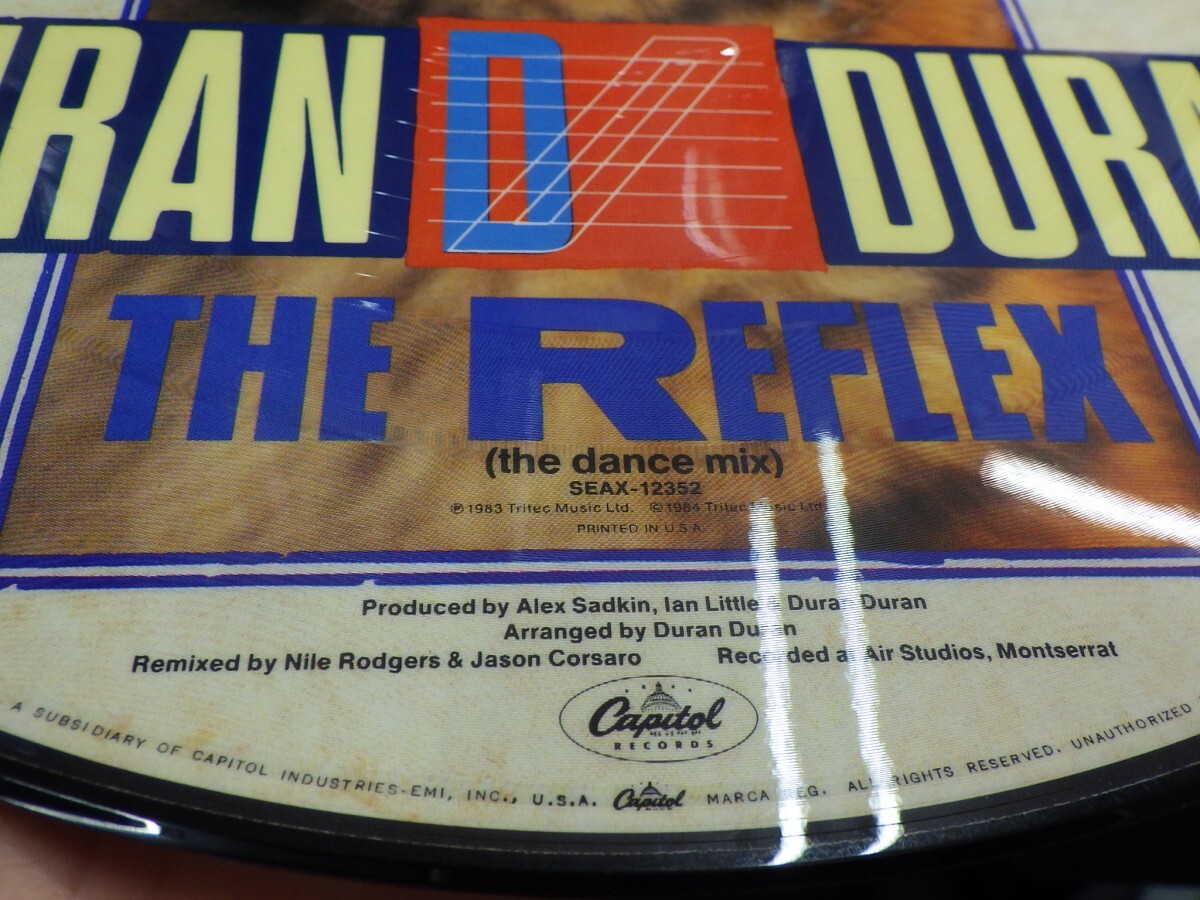 RAN D DURA
THE REFLEX
(the dance mix)
SEAX-12352
℗1983 Tritec Music Ltd. ©1984 Tritec Music Ltd.
PRINTED IN U.S.A.
Produced by Alex Sadkin, Ian Little & Duran Duran
Arranged by Duran Duran
Remixed by Nile Rodgers & Jason Corsaro Recorded at Air Studios, Montserrat
Capitol
RECORDS
A SUBSIDIARY OF CAPITOL INDUSTRIES-EMI, INC., U.S.A. Capitol MARCA REG. ALL RIGHTS RESERVED. UNAUTHORIZED